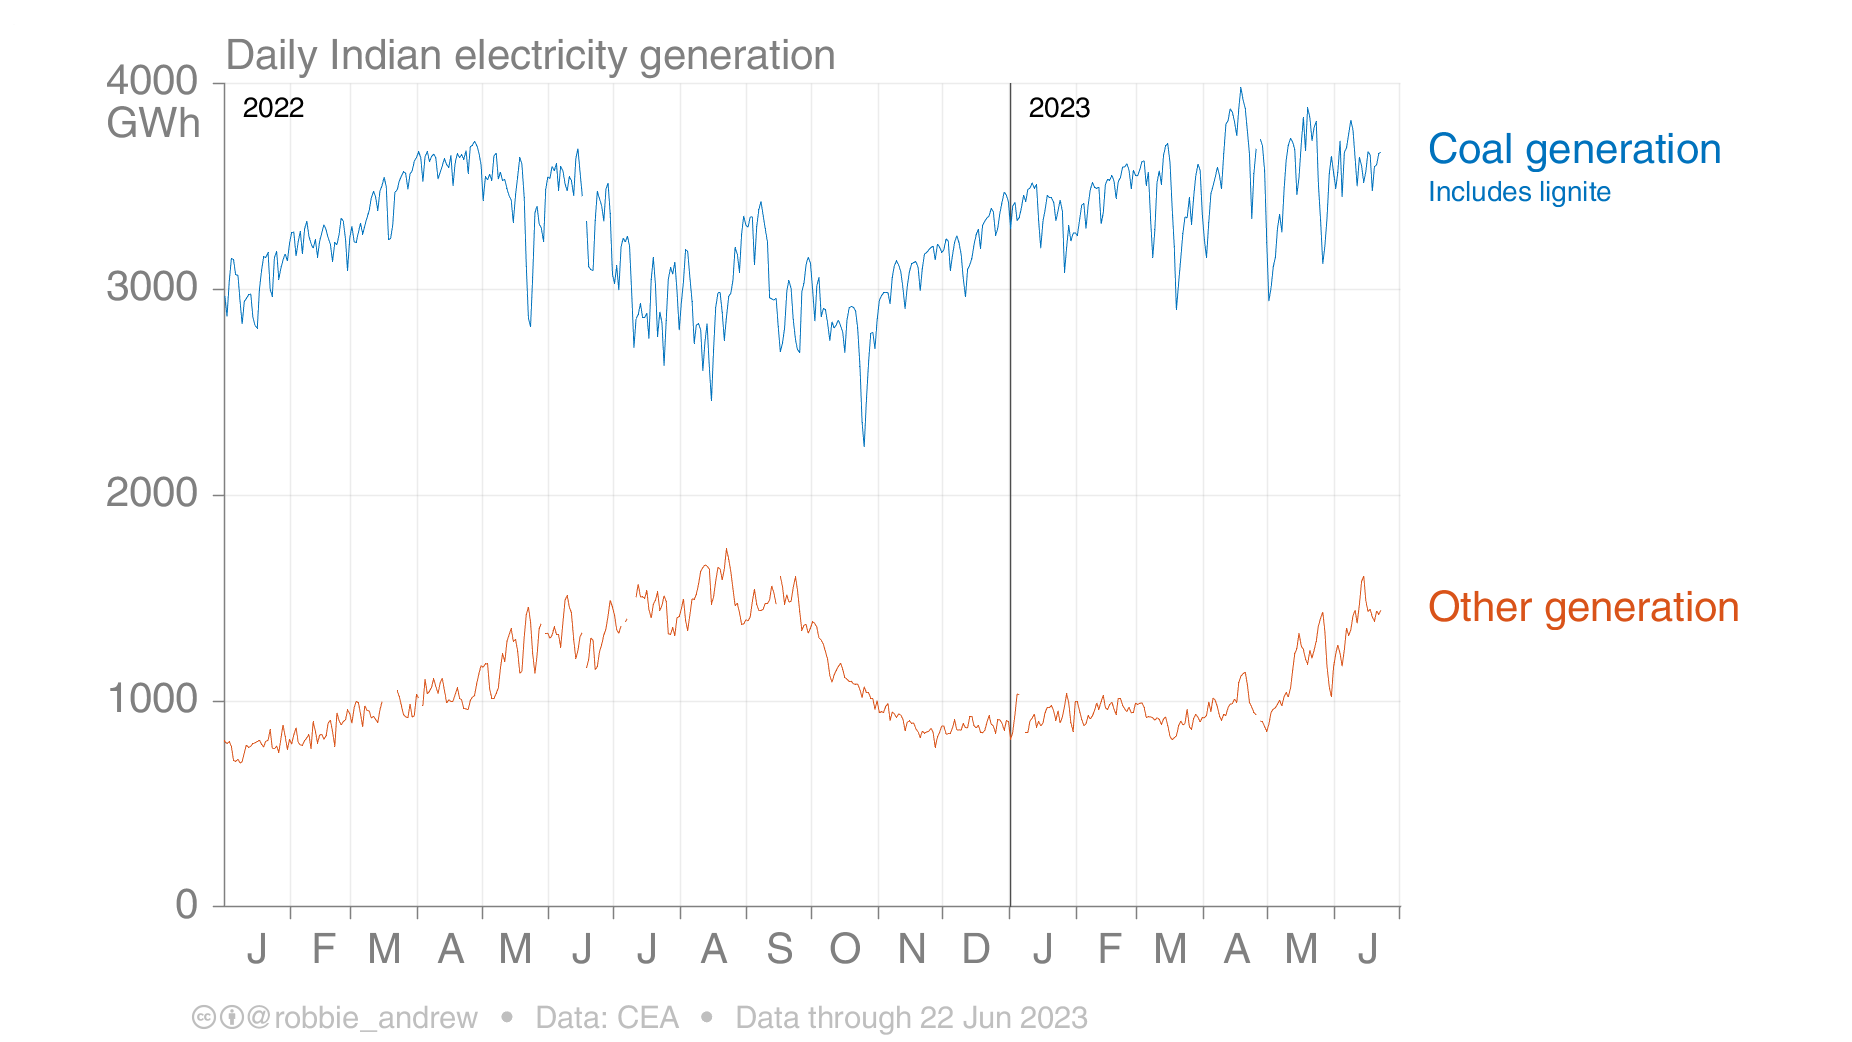 Daily Indian electricity generation
4000
GWh
2022
2023
Coal generation
Includes lignite
3000
2000
Other generation
1000
0
J F M A M J J A S O N D J F M A M J
@robbie_andrew • Data: CEA • Data through 22 Jun 2023